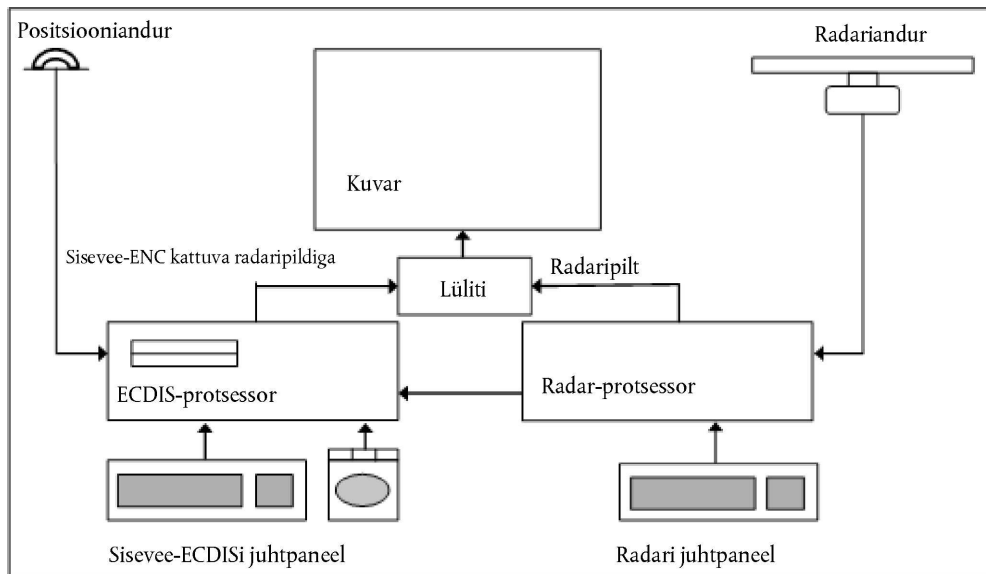 Positsiooniandur
Radariandur
Kuvar
Sisevee-ENC kattuva radaripildiga
Radaripilt
Lüliti
ECDIS-protsessor
Radar-protsessor
Sisevee-ECDISi juhtpaneel
Radari juhtpaneel